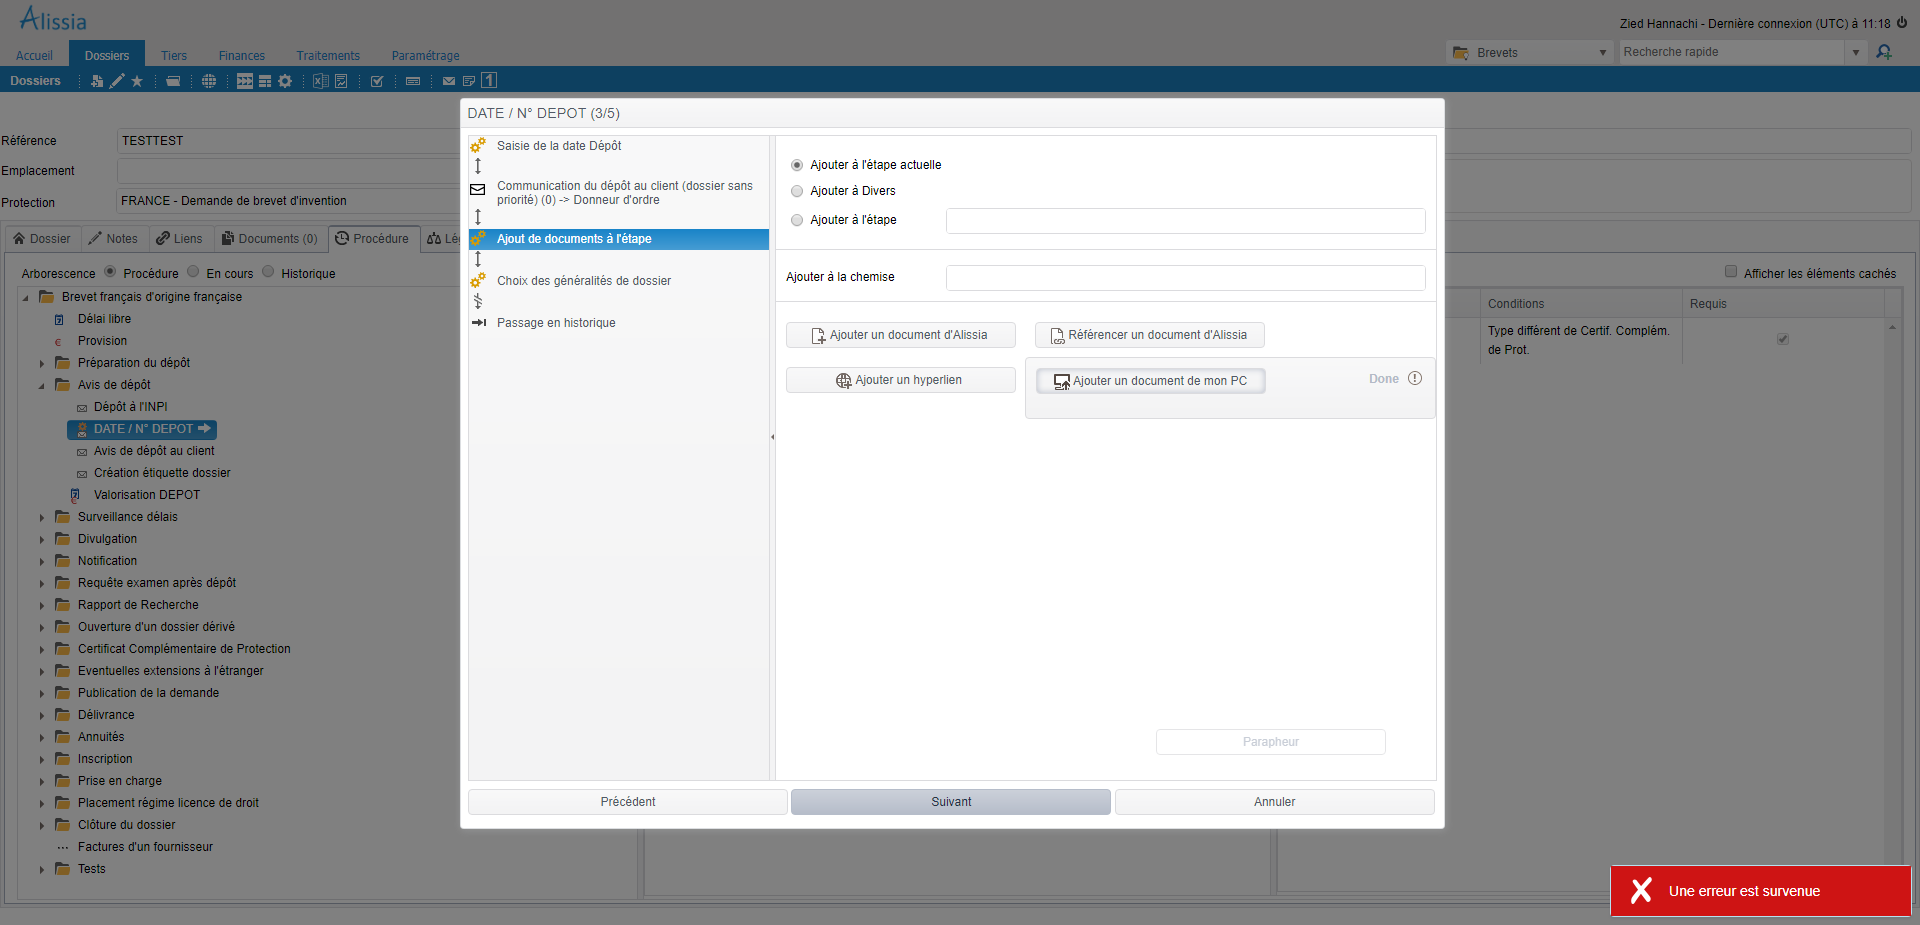 Alissia
Zied Hannachi - Dernière connexion (UTC) à 11:18
Accueil
Dossiers
Tiers
Finances
Traitements
Paramétrage
Brevets
Recherche rapide
Dossiers
1
DATE / N° DEPOT (3/5)
Référence
TESTTEST
Emplacement
Protection
FRANCE - Demande de brevet d'invention
Dossier
Notes
Liens
Documents (0)
Procédure
Arborescence
Procédure
En cours
Historique
Afficher les éléments cachés
Brevet français d'origine française
Délai libre
Provision
Préparation du dépôt
Avis de dépôt
Dépôt à l'INPI
DATE / N° DEPOT
Avis de dépôt au client
Création étiquette dossier
Valorisation DEPOT
Surveillance délais
Divulgation
Notification
Requête examen après dépôt
Rapport de Recherche
Ouverture d'un dossier dérivé
Certificat Complémentaire de Protection
Eventuelles extensions à l'étranger
Publication de la demande
Délivrance
Annuités
Inscription
Prise en charge
Placement régime licence de droit
Clôture du dossier
Factures d'un fournisseur
Tests
Saisie de la date Dépôt
Communication du dépôt au client (dossier sans
priorité) (0) -> Donneur d'ordre
Ajout de documents à l'étape
Choix des généralités de dossier
Passage en historique
Ajouter à l'étape actuelle
Ajouter à Divers
Ajouter à l'étape
Ajouter à la chemise
Ajouter un document d'Alissia
Référencer un document d'Alissia
Ajouter un hyperlien
Ajouter un document de mon PC
Done
Parapheur
Précédent
Suivant
Annuler
Conditions
Requis
Type différent de Certif. Complém.
de Prot.
Une erreur est survenue